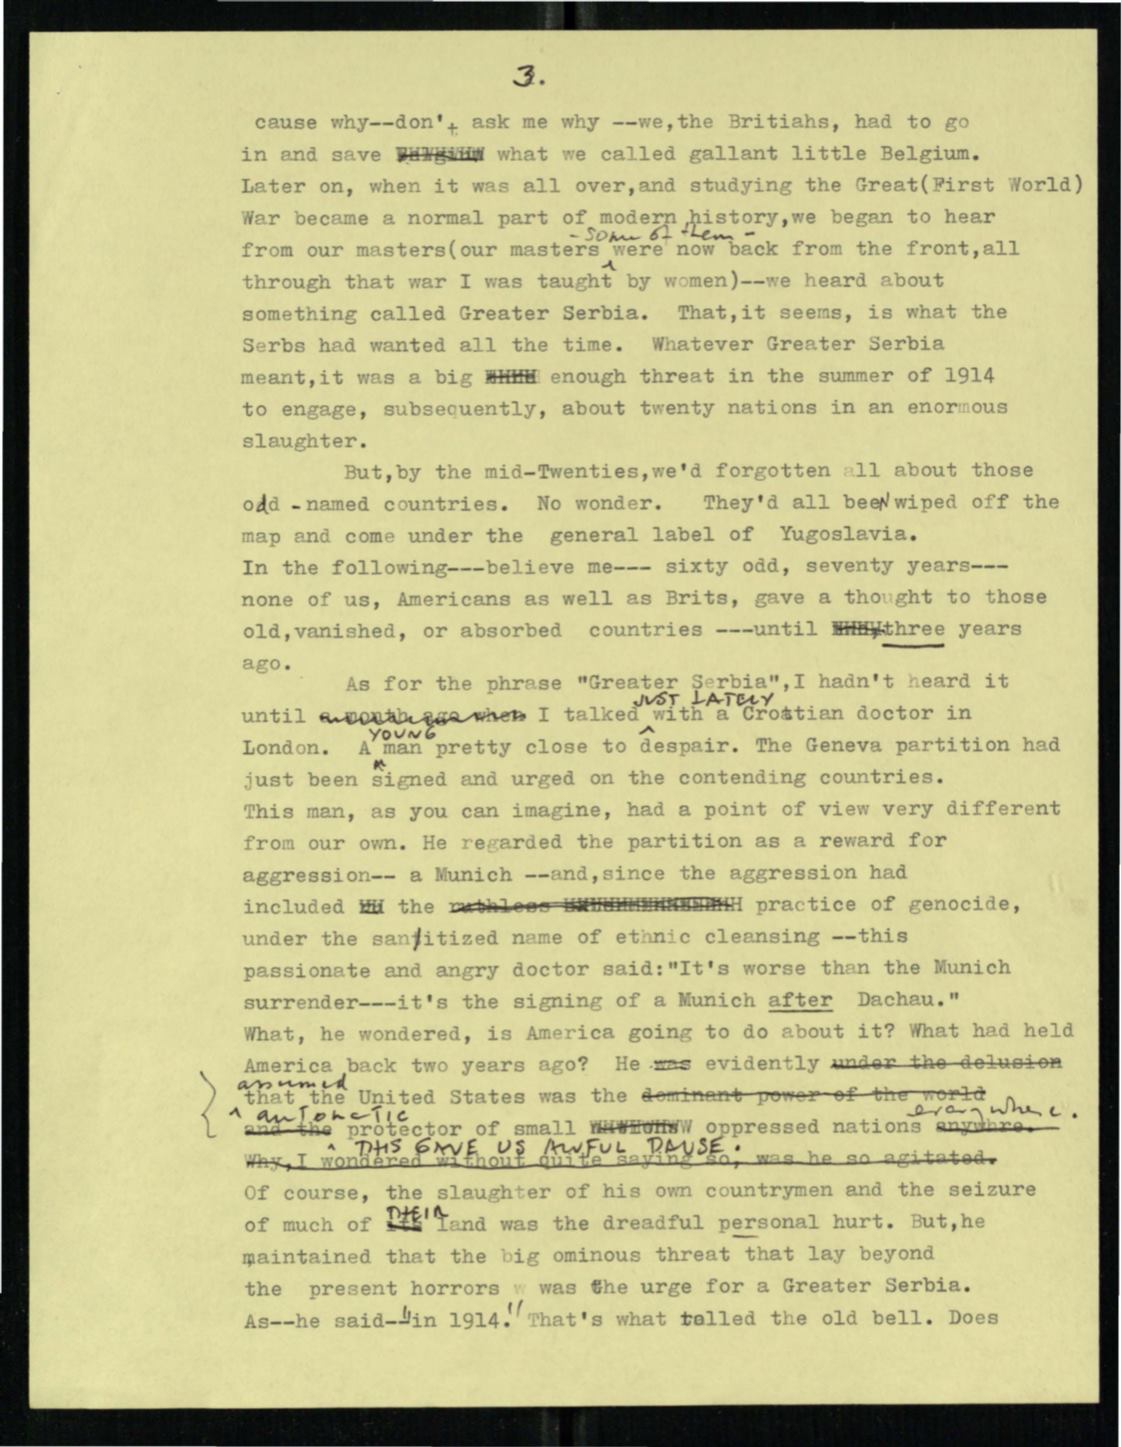 3.
cause why--don't ask me why --we,the Britiahs, had to go
in and save what we called gallant little Belgium.
Later on, when it was all over,and studying the Great(First World)
War became a normal part of modern history,we began to hear
- some of them -
from our masters(our masters were now back from the front,all
through that war I was taught by women)--we heard about
something called Greater Serbia. That,it seems, is what the
Serbs had wanted all the time. Whatever Greater Serbia
meant,it was a big enough threat in the summer of 1914
to engage, subsequently, about twenty nations in an enormous
slaughter.
But,by the mid-Twenties,we'd forgotten all about those
odd -named countries. No wonder. They'd all beeN wiped off the
map and come under the general label of Yugoslavia.
In the following---believe me--- sixty odd, seventy years---
none of us, Americans as well as Brits, gave a thought to those
old,vanished, or absorbed countries ---until three years
ago.
As for the phrase "Greater Serbia",I hadn't heard it
JUST LATELY
until a month ago when I talked with a Croatian doctor in
YOUNG
London. A man pretty close to despair. The Geneva partition had
just been signed and urged on the contending countries.
This man, as you can imagine, had a point of view very different
from our own. He regarded the partition as a reward for
aggression-- a Munich --and,since the aggression had
included the ruthless practice of genocide,
under the sanitized name of ethnic cleansing --this
passionate and angry doctor said:"It's worse than the Munich
surrender---it's the signing of a Munich after Dachau."
What, he wondered, is America going to do about it? What had held
America back two years ago? He was evidently under the delusion
assumed
that the United States was the dominant power of the world
automatic everywhere.
and the protector of small oppressed nations anywhre.
THIS GAVE US AWFUL PAUSE.
Why,I wondered without quite saying so, was he so agitated.
Of course, the slaughter of his own countrymen and the seizure
THEIR
of much of land was the dreadful personal hurt. But,he
maintained that the big ominous threat that lay beyond
the present horrors w was the urge for a Greater Serbia.
As--he said-"in 1914." That's what tolled the old bell. Does